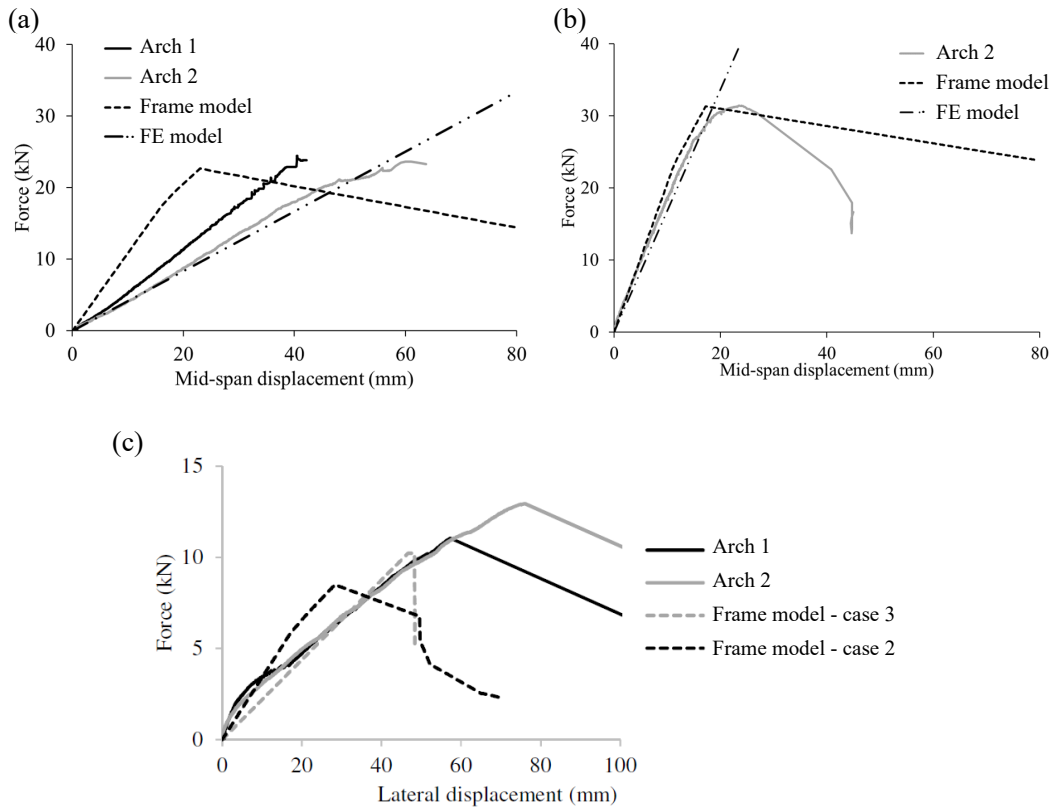 (a)
40
30
20
10
0
Force (kN)
Arch 1
Arch 2
Frame model
FE model
0 20 40 60 80
Mid-span displacement (mm)
(b)
40
30
20
10
0
Force (kN)
Arch 2
Frame model
FE model
0 20 40 60 80
Mid-span displacement (mm)
(c)
15
10
5
0
Force (kN)
0 20 40 60 80 100
Lateral displacement (mm)
Arch 1
Arch 2
Frame model - case 3
Frame model - case 2